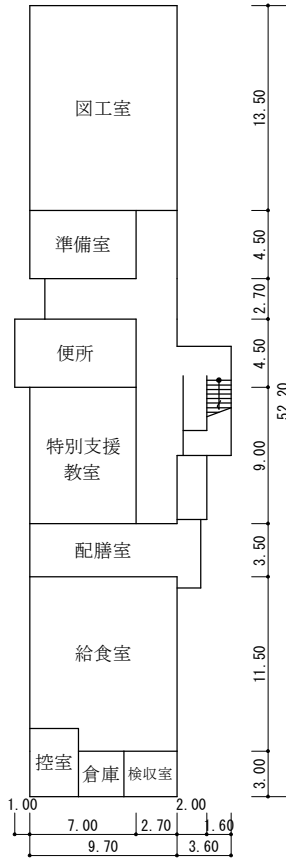 図工室
準備室
便所
特別支援
教室
配膳室
給食室
控室
倉庫
検収室
13.50
4.50
2.70
4.50
9.00
3.50
11.50
3.00
52.20
1.00
2.00
7.00
2.70
1.60
9.70
3.60